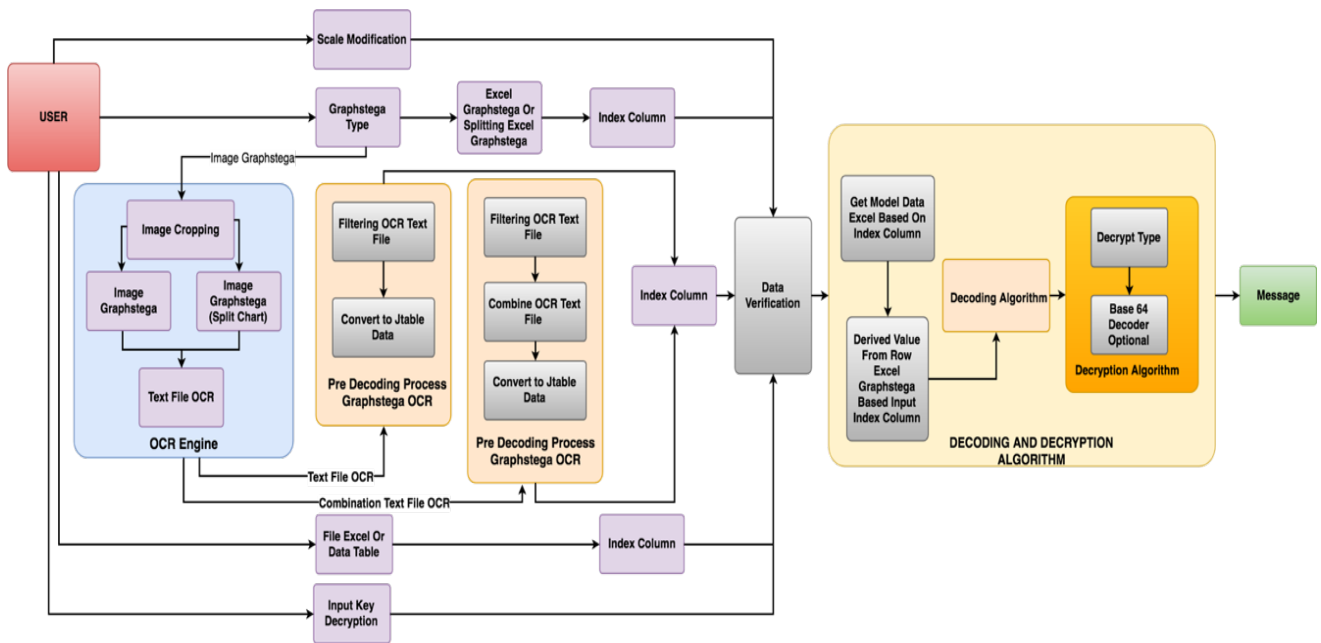 Scale Modification
USER
Graphstega
Type
Excel
Graphstega Or
Splitting Excel
Graphstega
Index Column
Image Graphstega
Image Cropping
Image
Graphstega
Image
Graphstega
(Split Chart)
Text File OCR
OCR Engine
Filtering OCR Text
File
Convert to Jtable
Data
Pre Decoding Process
Graphstega OCR
Filtering OCR Text
File
Combine OCR Text
File
Convert to Jtable
Data
Pre Decoding Process
Graphstega OCR
Text File OCR
Combination Text File OCR
Index Column
File Excel Or
Data Table
Index Column
Input Key
Decryption
Data
Verification
Get Model Data
Excel Based On
Index Column
Derived Value
From Row
Excel
Graphstega
Based Input
Index Column
Decoding Algorithm
Decrypt Type
Base 64
Decoder
Optional
Decryption Algorithm
DECODING AND DECRYPTION
ALGORITHM
Message